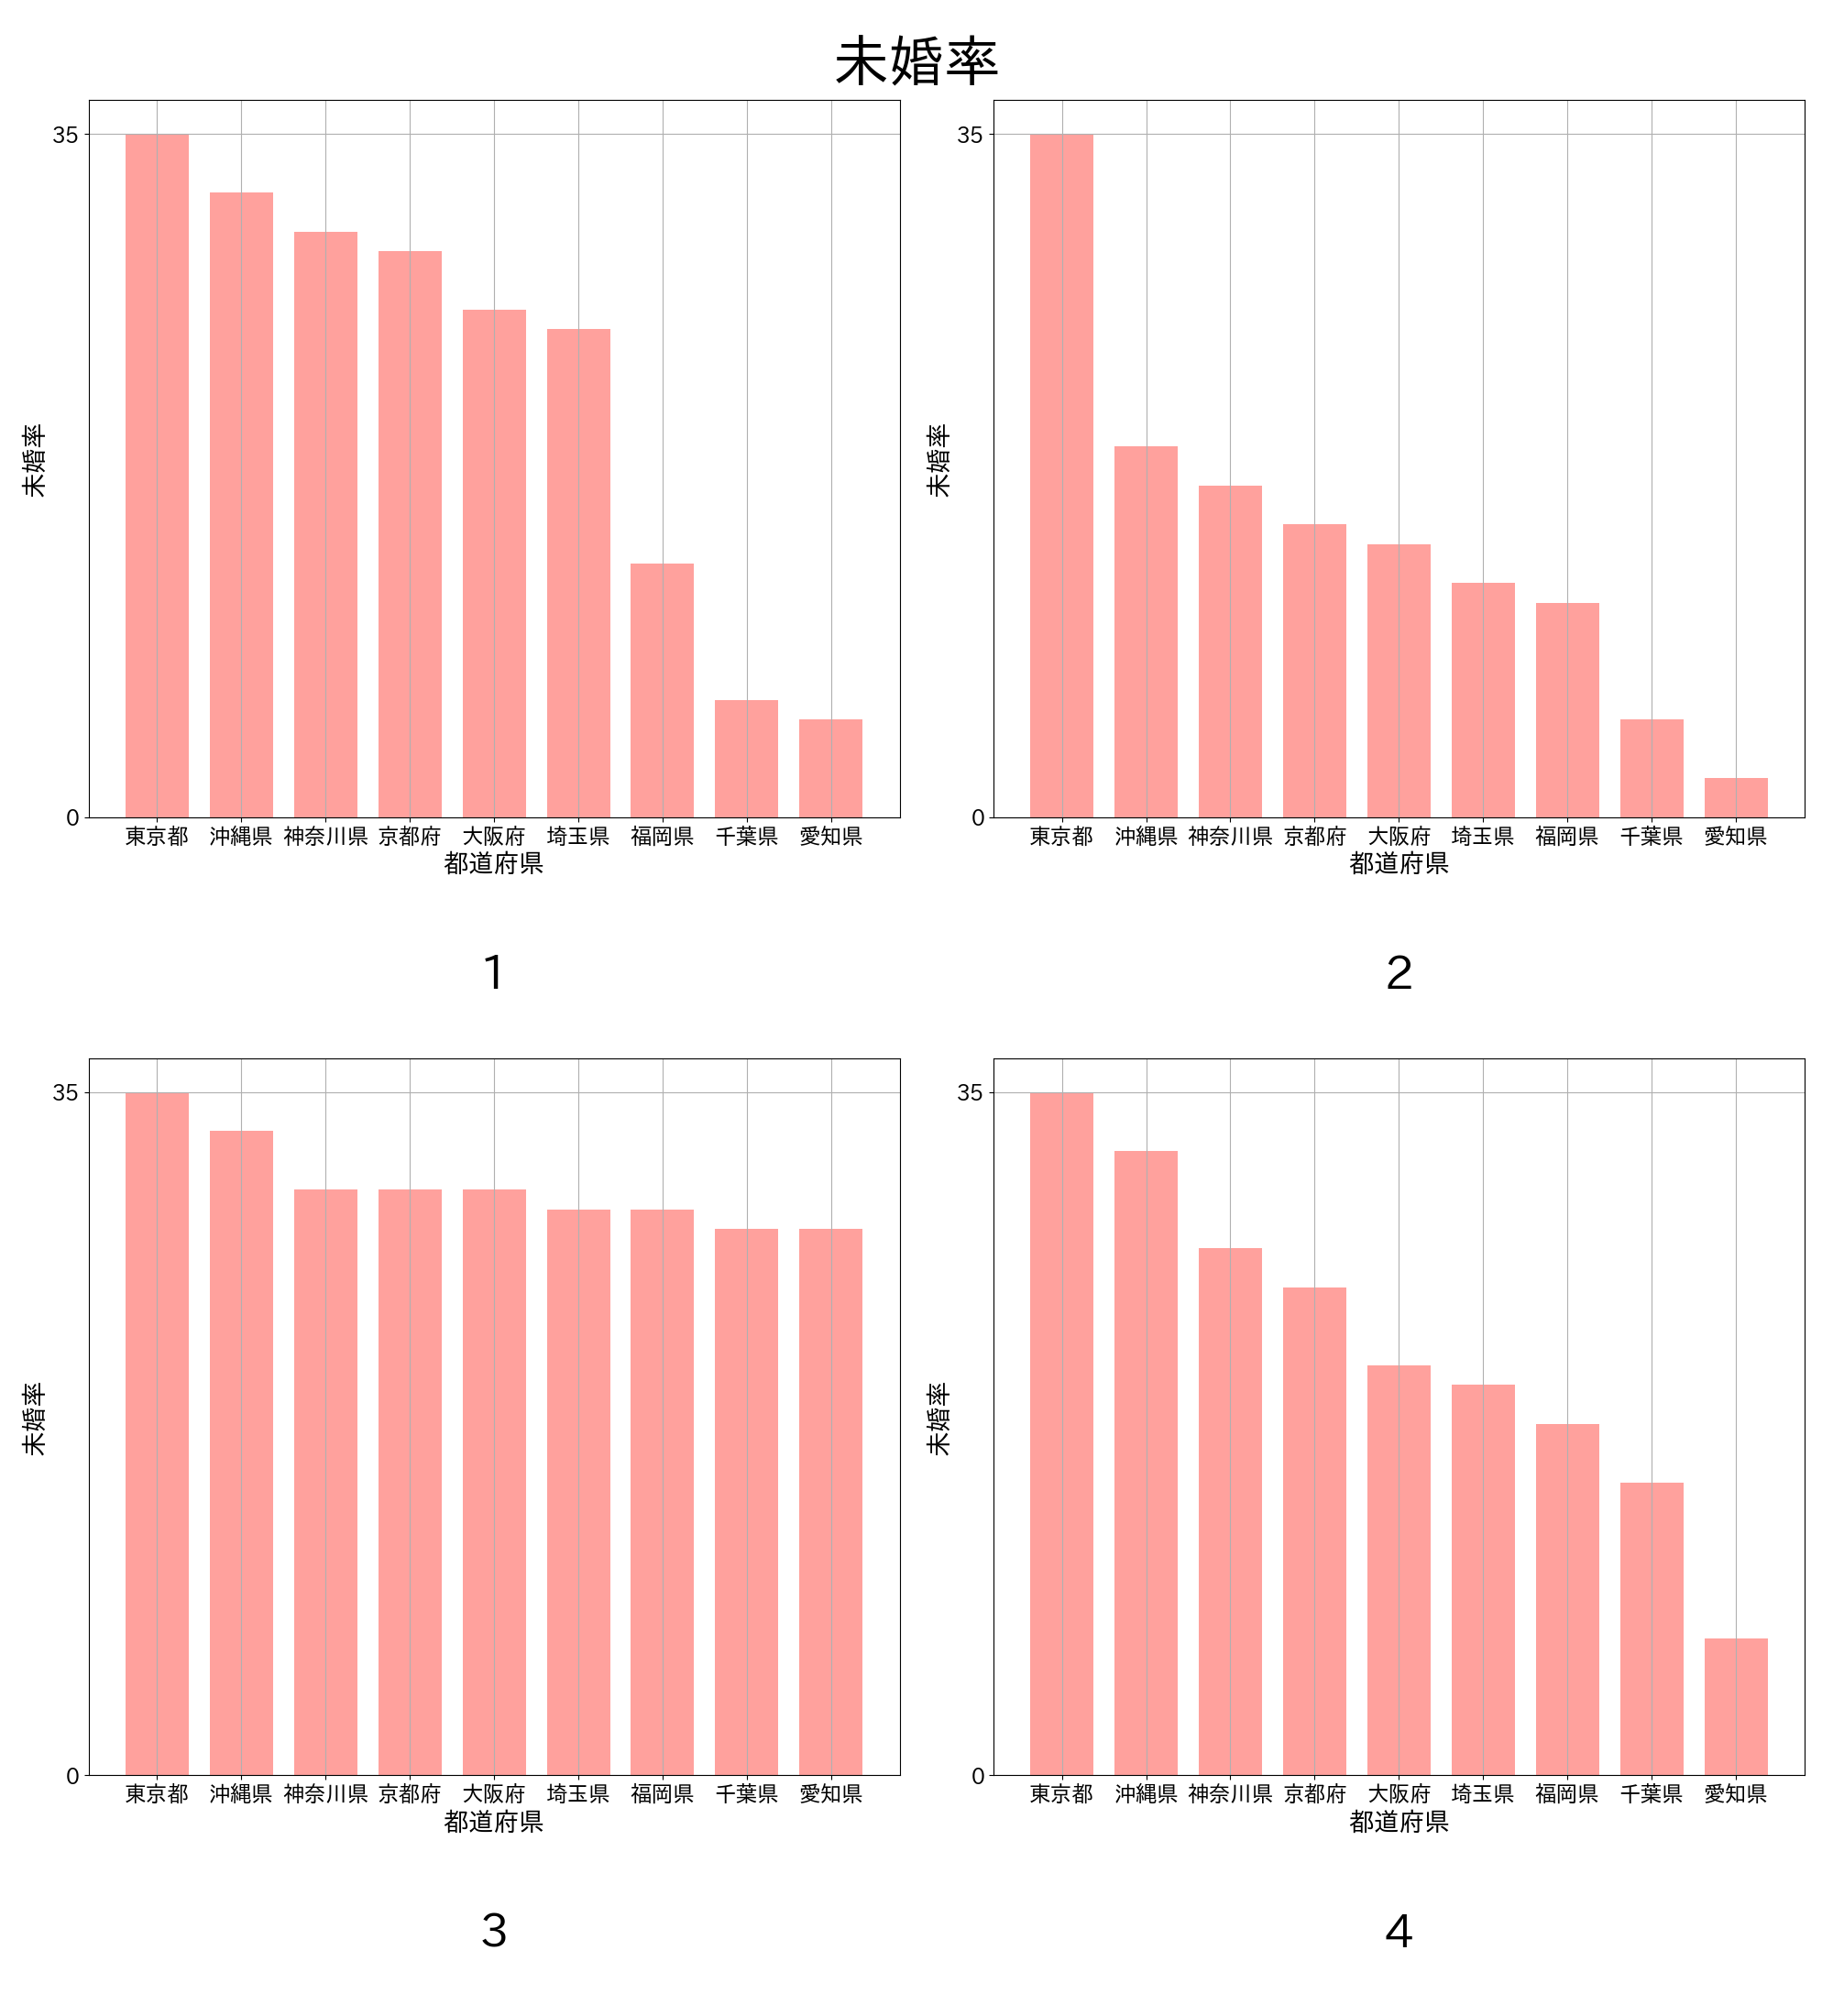 未婚率
35
0
未婚率
東京都 沖縄県 神奈川県 京都府 大阪府 埼玉県 福岡県 千葉県 愛知県
都道府県
1
35
0
未婚率
東京都 沖縄県 神奈川県 京都府 大阪府 埼玉県 福岡県 千葉県 愛知県
都道府県
2
35
0
未婚率
東京都 沖縄県 神奈川県 京都府 大阪府 埼玉県 福岡県 千葉県 愛知県
都道府県
3
35
0
未婚率
東京都 沖縄県 神奈川県 京都府 大阪府 埼玉県 福岡県 千葉県 愛知県
都道府県
4